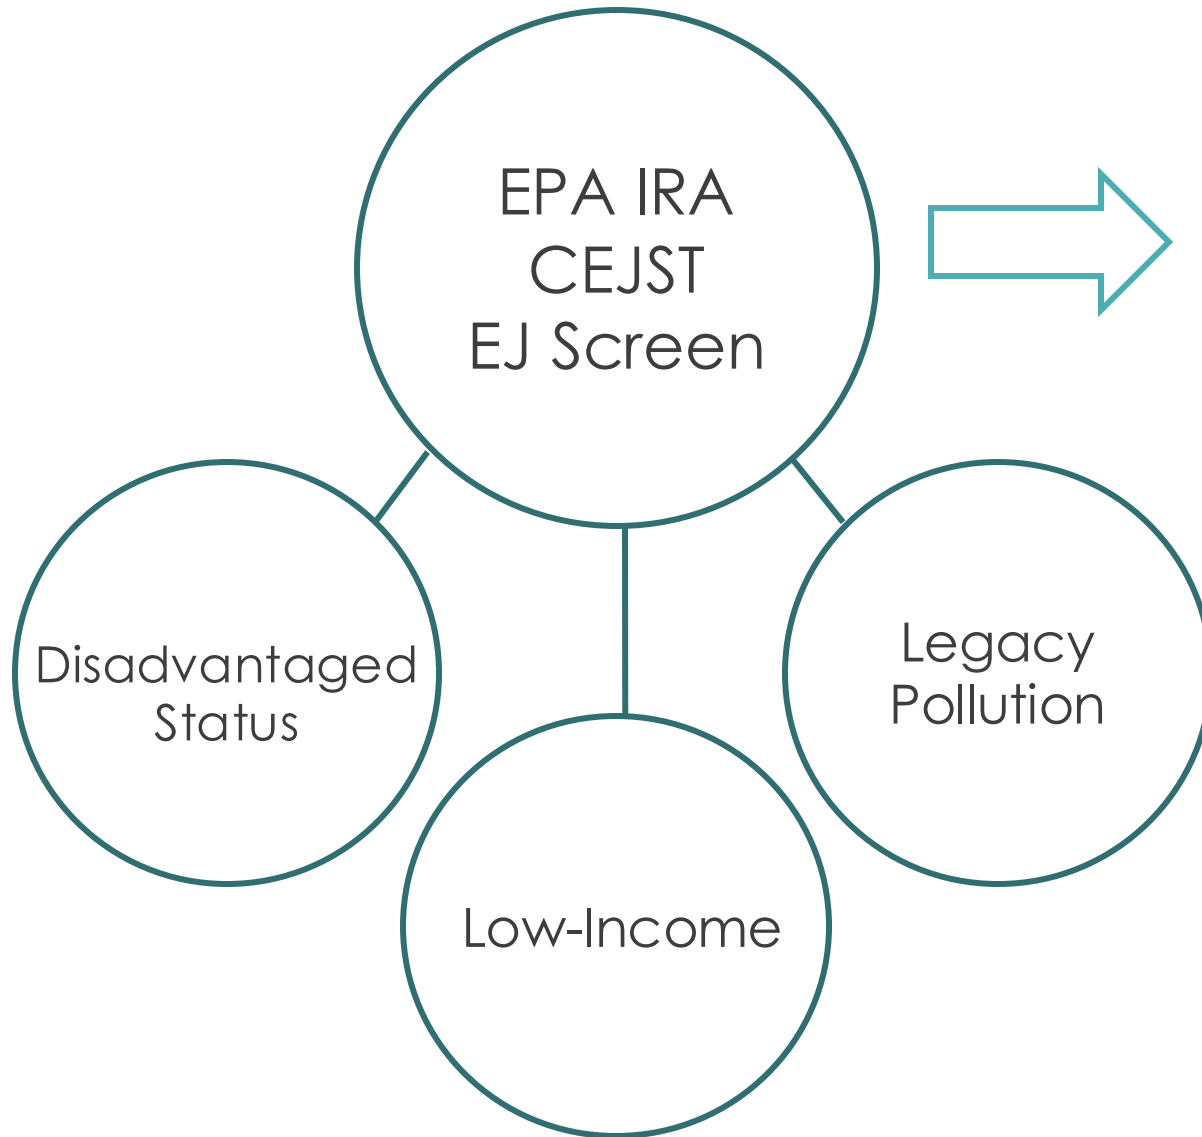 EPA IRA
CEJST
EJ Screen
Disadvantaged
Status
Legacy
Pollution
Low-Income